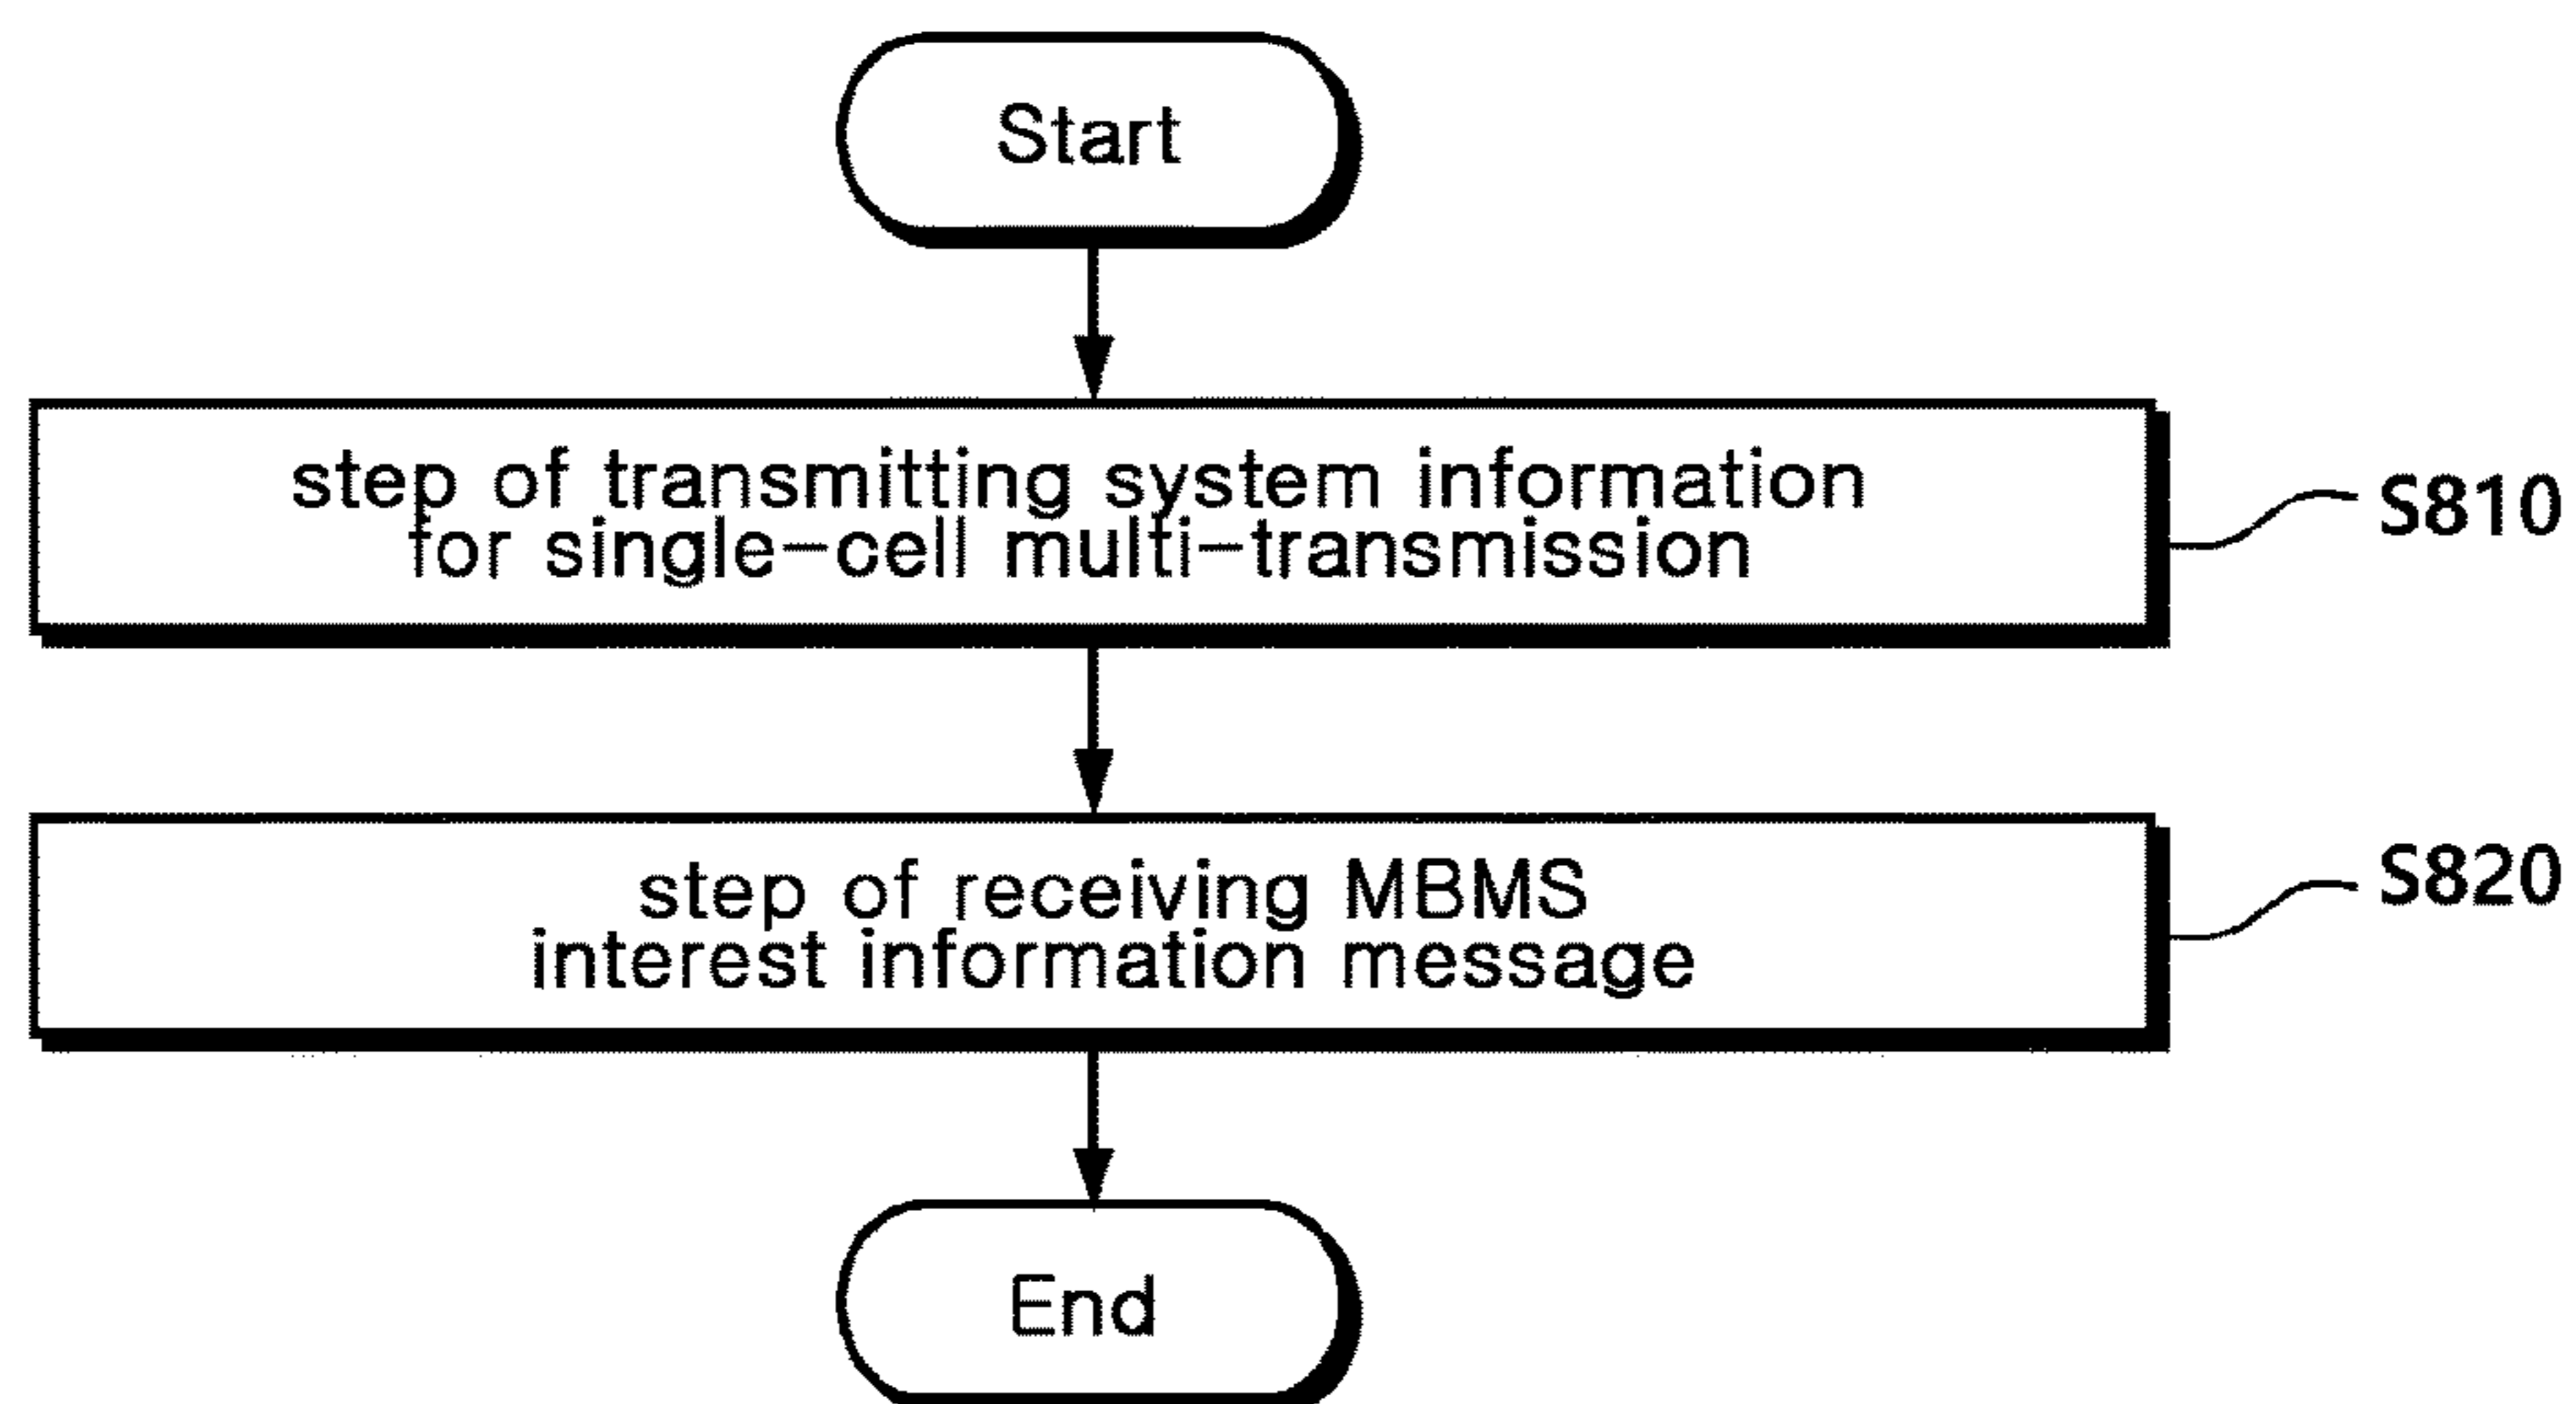 Start
step of transmitting system information
for single-cell multi-transmission
S810
step of receiving MBMS
interest information message
S820
End